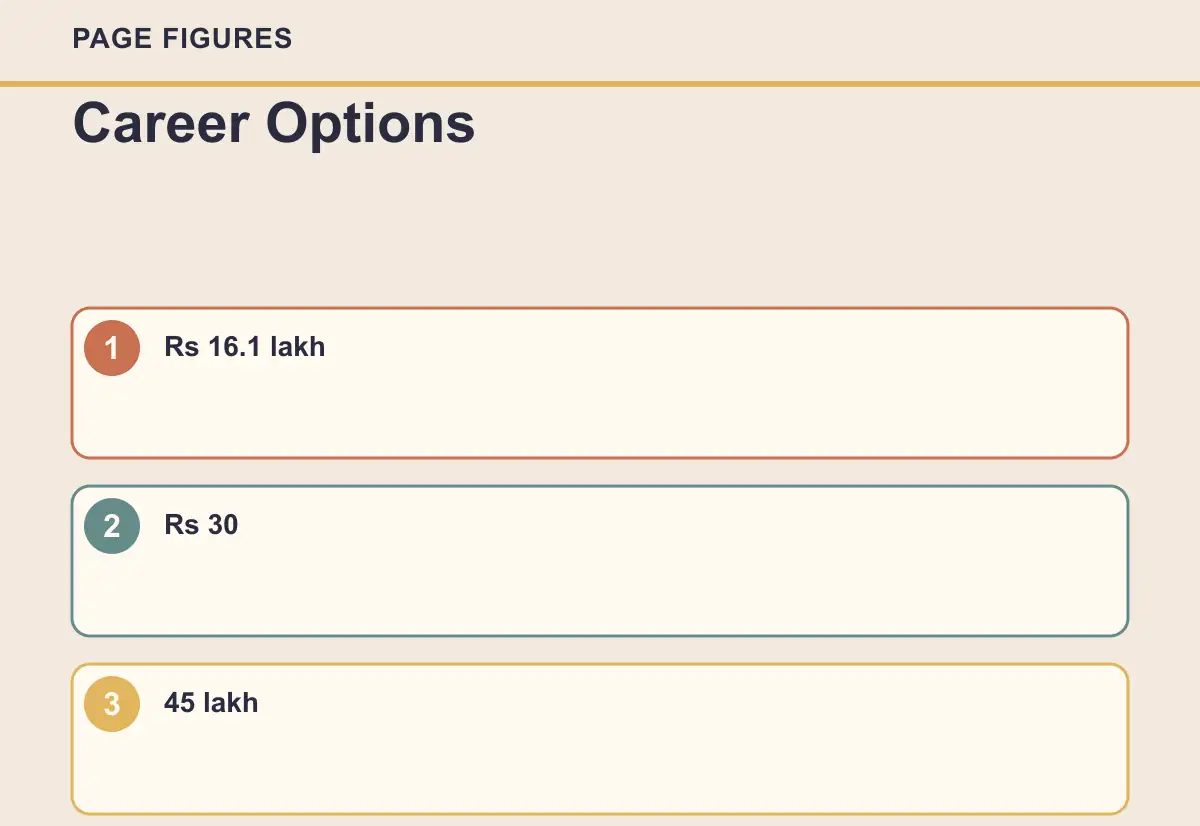 PAGE FIGURES
Career Options
1 Rs 16.1 lakh
2 Rs 30
3 45 lakh